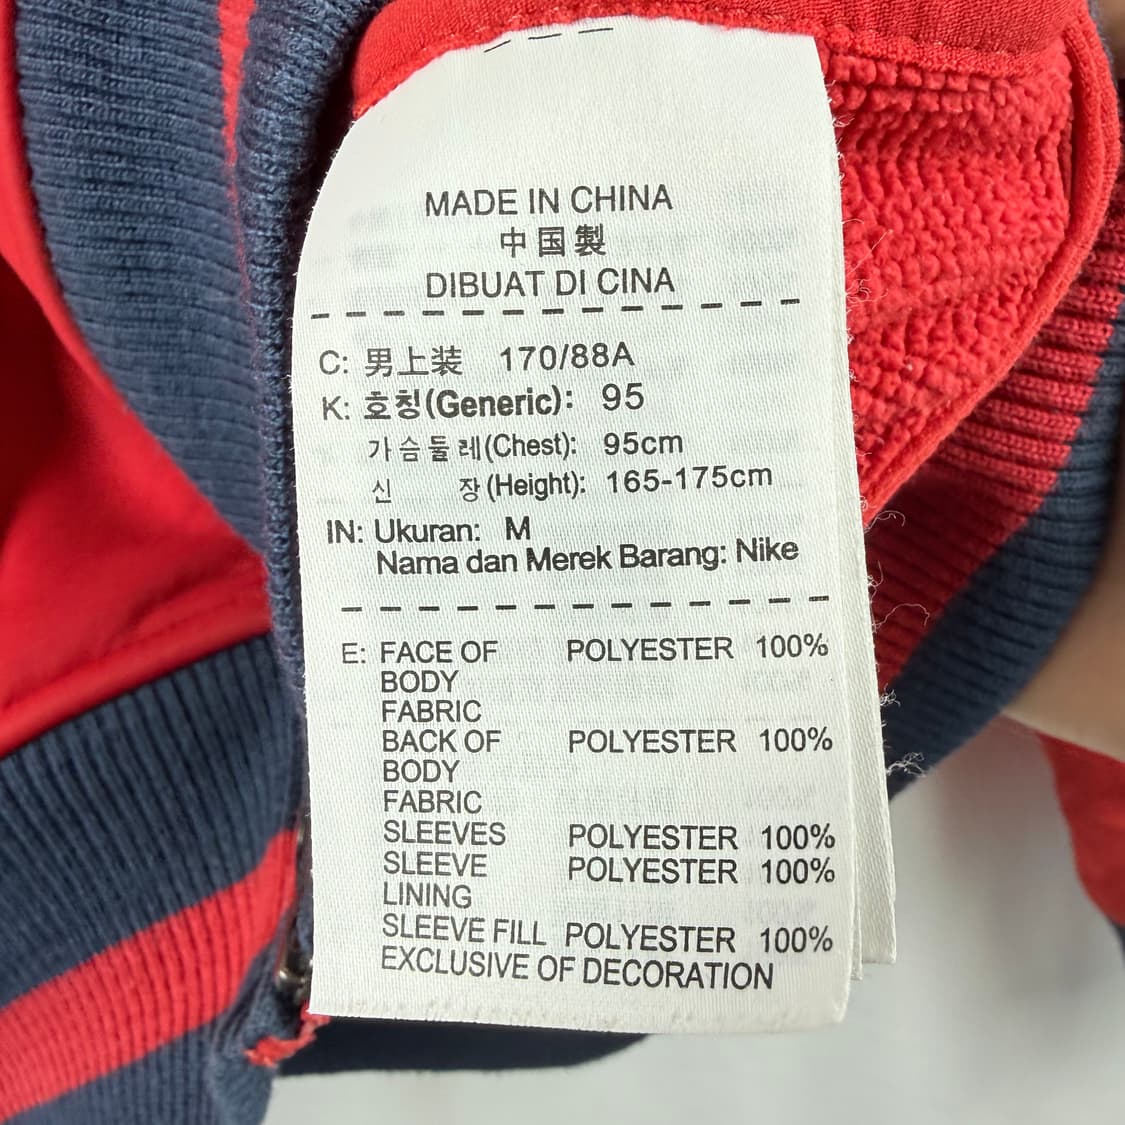 MADE IN CHINA
中国製
DIBUAT DI CINA
C: 男上装 170/88A
K: 호칭(Generic): 95
가슴둘레(Chest): 95cm
신 장(Height): 165-175cm
IN: Ukuran: M
Nama dan Merek Barang: Nike
E: FACE OF POLYESTER 100%
BODY
FABRIC
BACK OF POLYESTER 100%
BODY
FABRIC
SLEEVES POLYESTER 100%
SLEEVE POLYESTER 100%
LINING
SLEEVE FILL POLYESTER 100%
EXCLUSIVE OF DECORATION